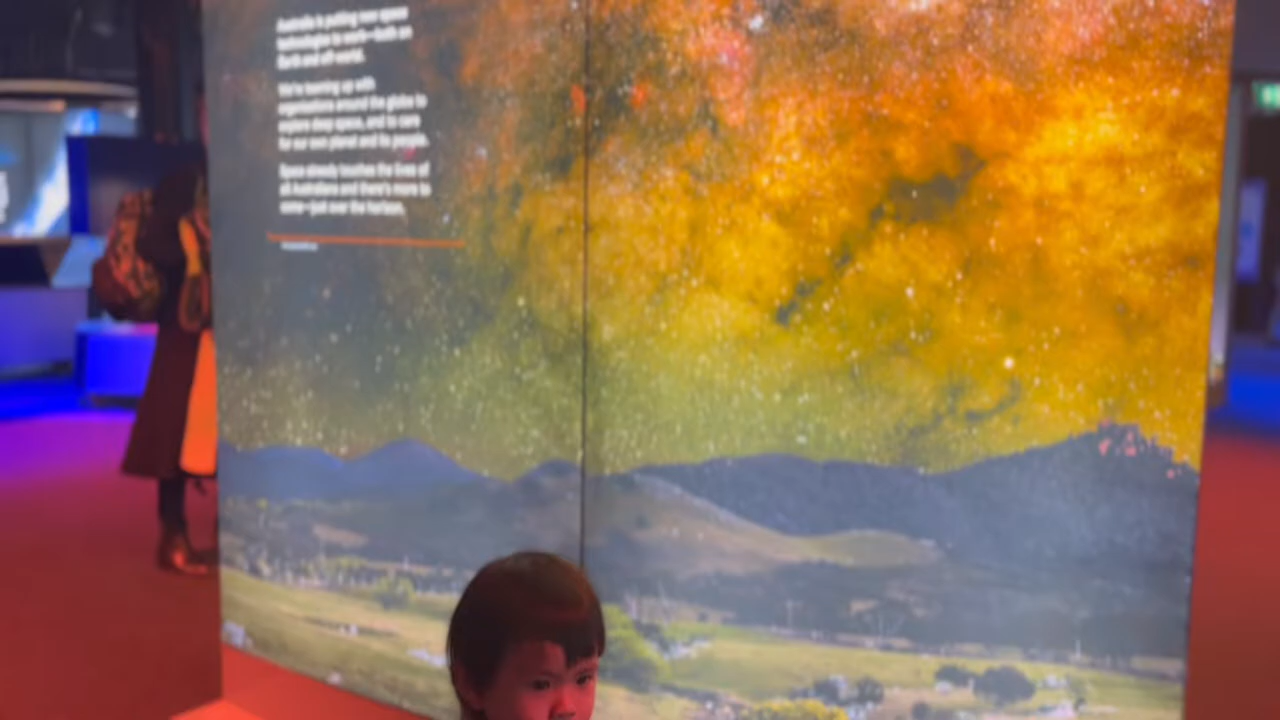 Australia is putting new space
technologies to work—both on
Earth and off-world.
We're teaming up with
organisations around the globe to
explore deep space, and to care
for our own planet and its people.
Space already touches the lives of
all Australians and there's more to
come—just over the horizon.